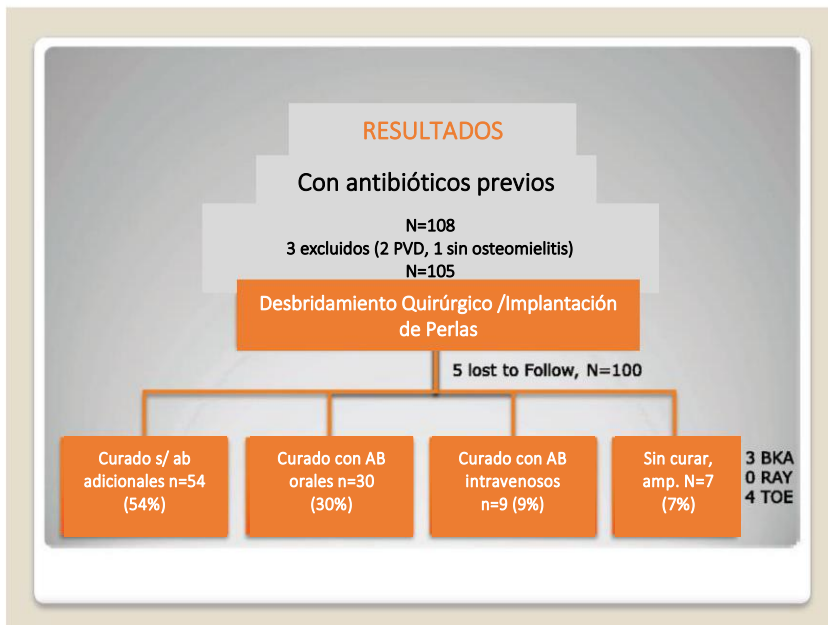 RESULTADOS
Con antibióticos previos
N=108
3 excluidos (2 PVD, 1 sin osteomielitis)
N=105
Desbridamiento Quirúrgico /Implantación
de Perlas
5 lost to Follow, N=100
Curado s/ ab
adicionales n=54
(54%)
Curado con AB
orales n=30
(30%)
Curado con AB
intravenosos
n=9 (9%)
Sin curar,
amp. N=7
(7%)
3 BKA
0 RAY
4 TOE